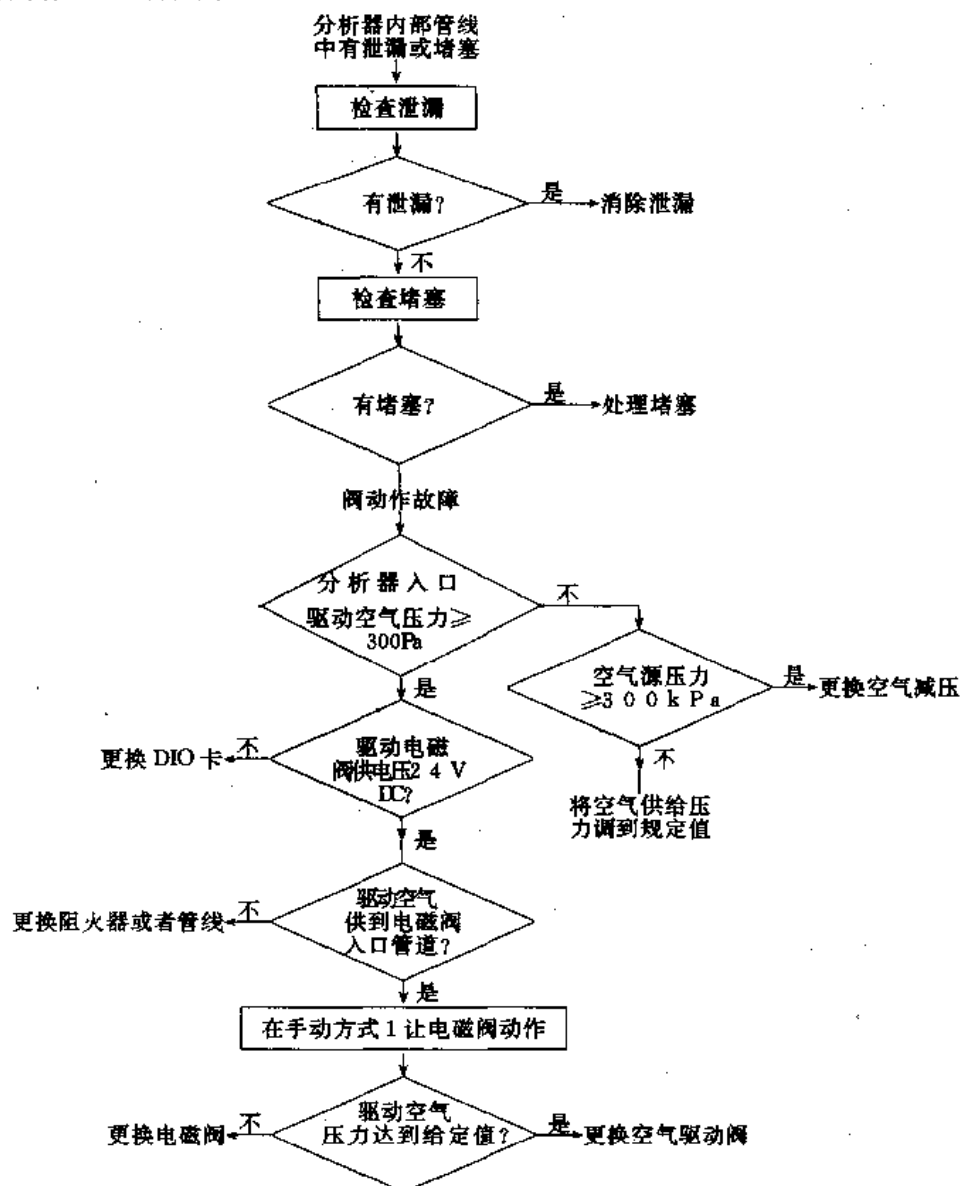 分析器内部管线
中有泄漏或堵塞
检查泄漏
有泄漏?
是
消除泄漏
不
检查堵塞
有堵塞?
是
处理堵塞
阀动作故障
分析器入口
驱动空气压力≥
300Pa
不
是
空气源压力
≥300kPa
是
更换空气减压
不
将空气供给压
力调到规定值
驱动电磁
阀供电压24V
DC?
不
更换DIO卡
是
驱动空气
供到电磁阀
入口管道?
不
更换阻火器或者管线
是
在手动方式1让电磁阀动作
驱动空气
压力达到给定值?
不
更换电磁阀
是
更换空气驱动阀